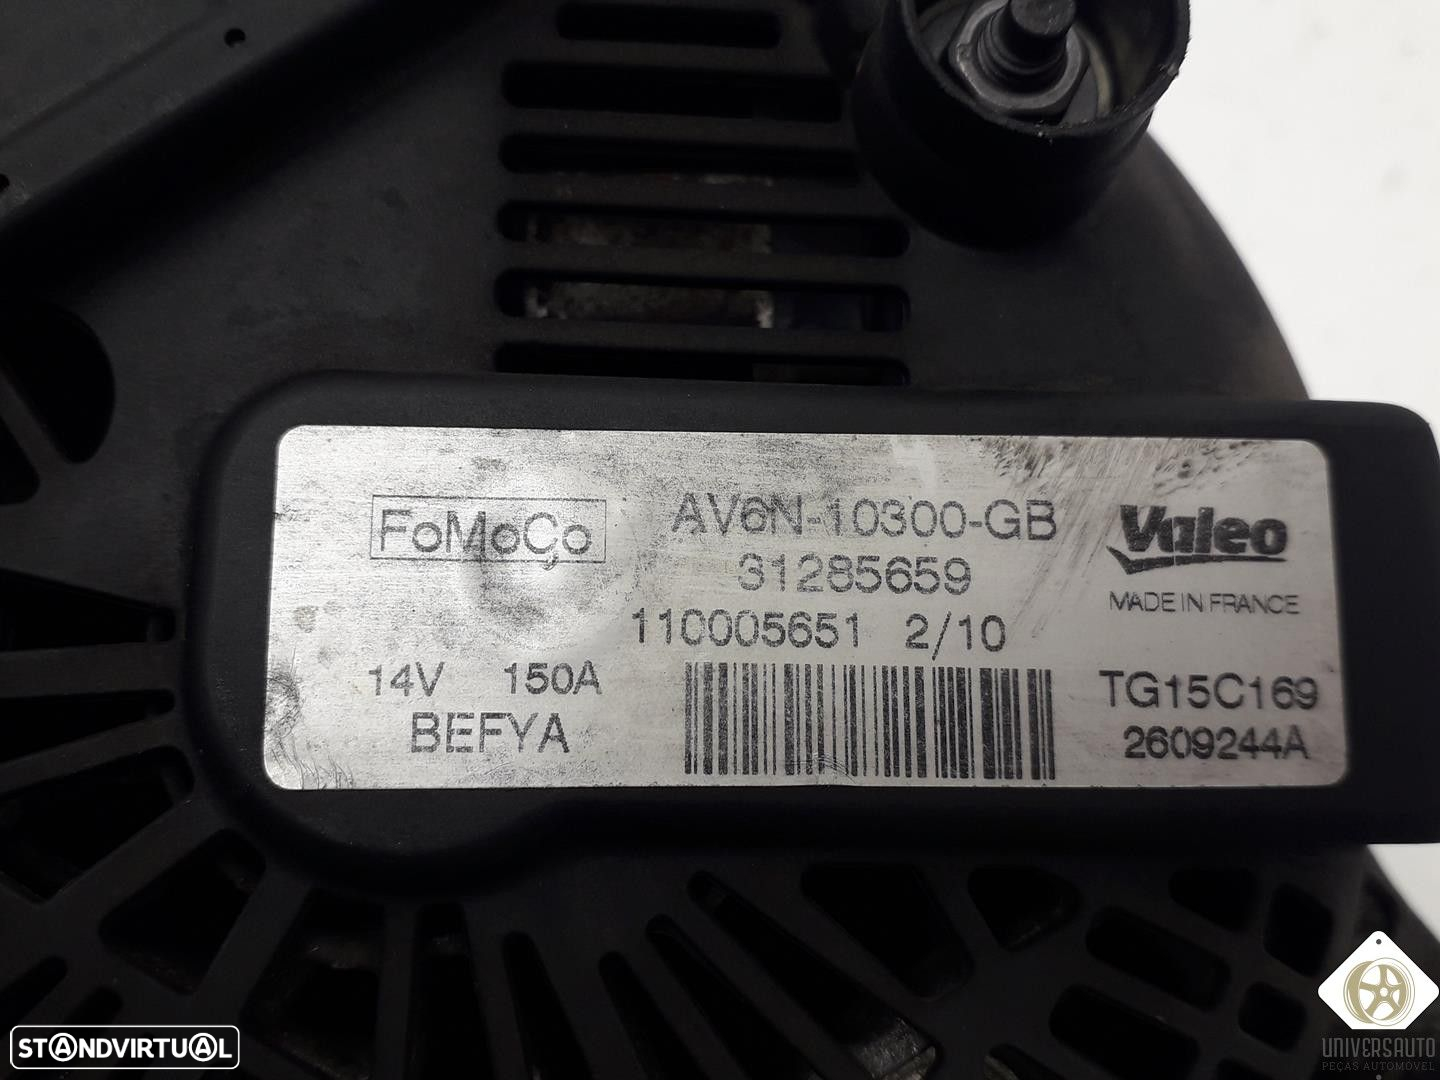 FoMoCo
AV6N-10300-GB
31285659
110005651 2/10
14V 150A
BEFYA
Valeo
MADE IN FRANCE
TG15C169
2609244A
STANDVIRTUAL
UNIVERSAUTO
PEÇAS AUTOMÓVEL